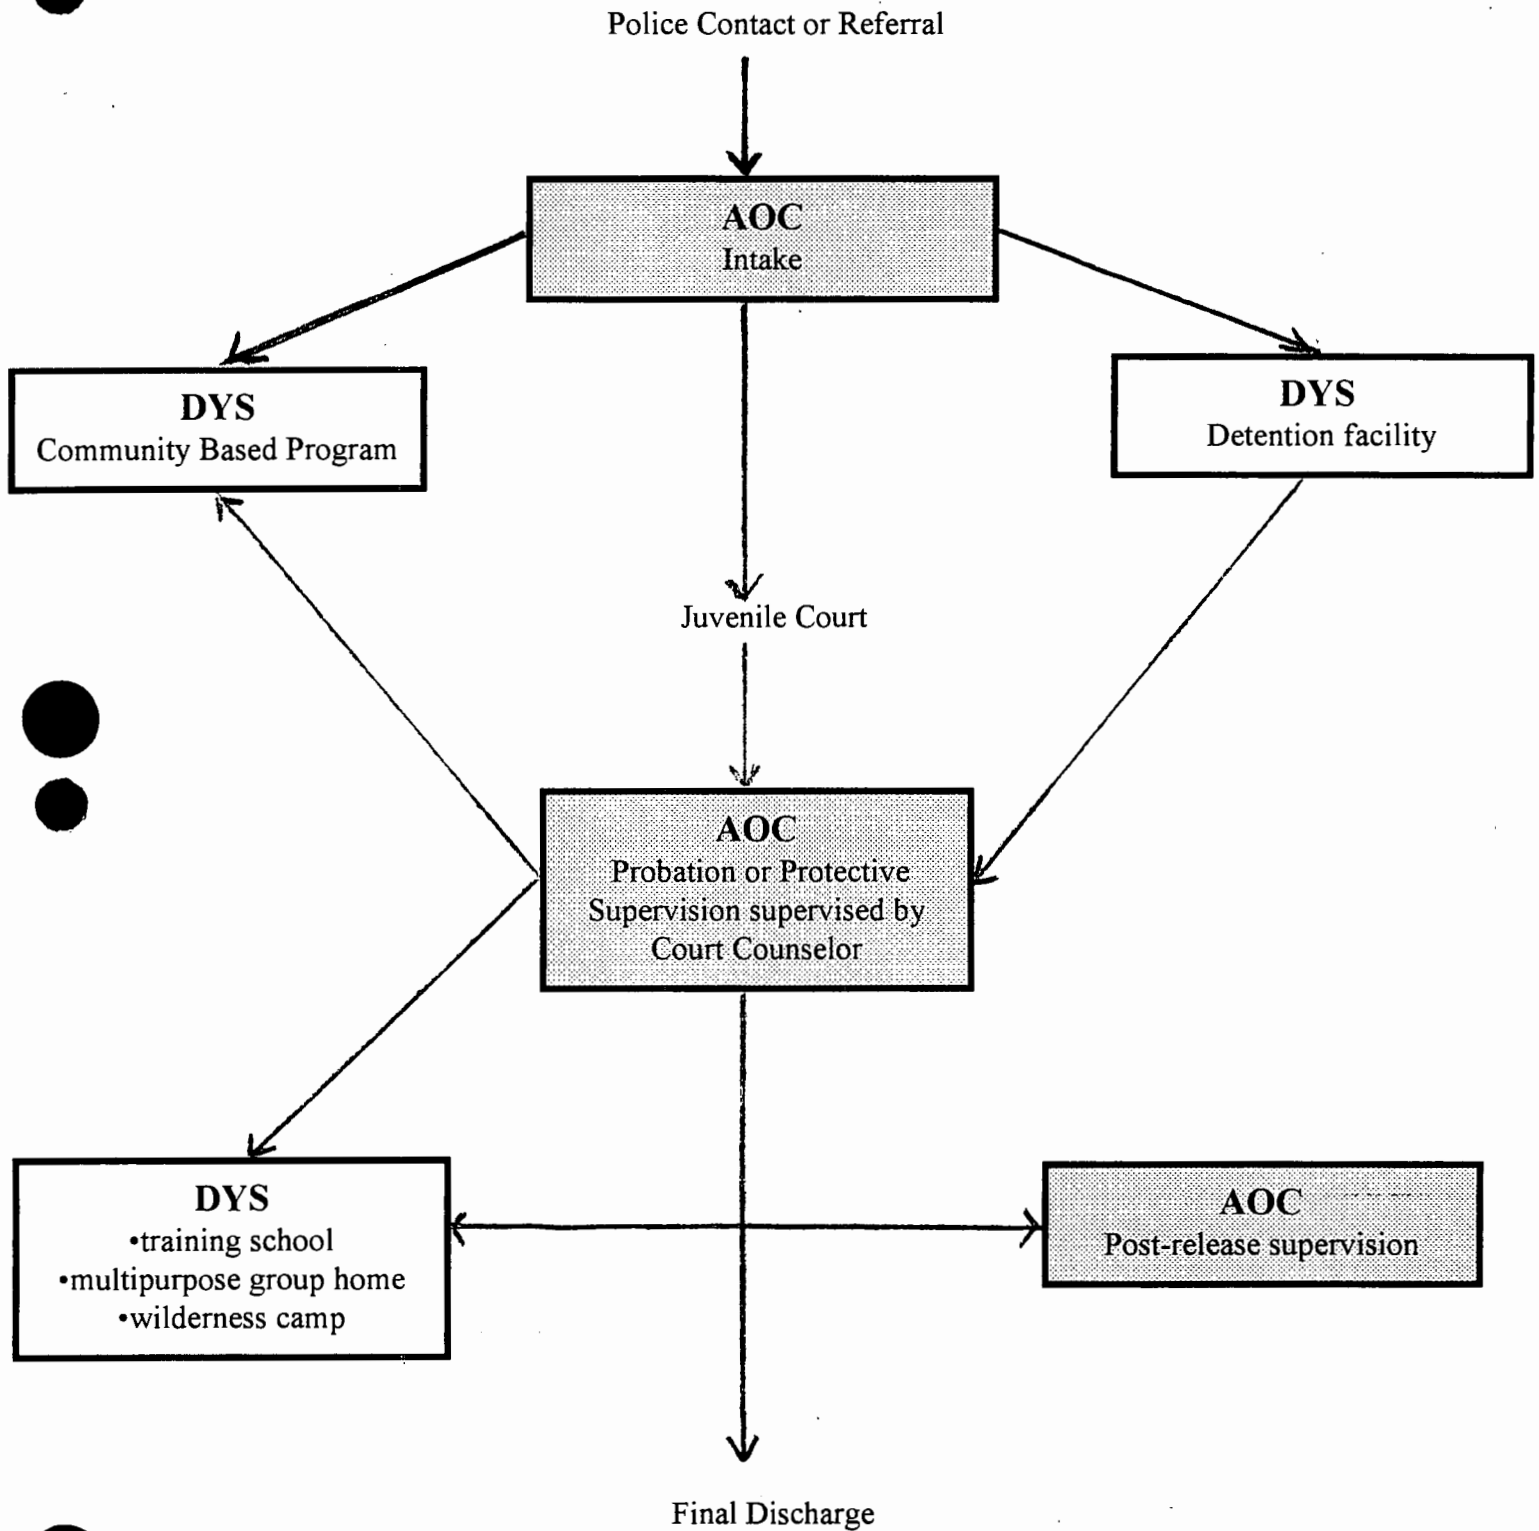 Police Contact or Referral
AOC
Intake
DYS
Community Based Program
DYS
Detention facility
Juvenile Court
AOC
Probation or Protective
Supervision supervised by
Court Counselor
DYS
•training school
•multipurpose group home
•wilderness camp
AOC
Post-release supervision
Final Discharge